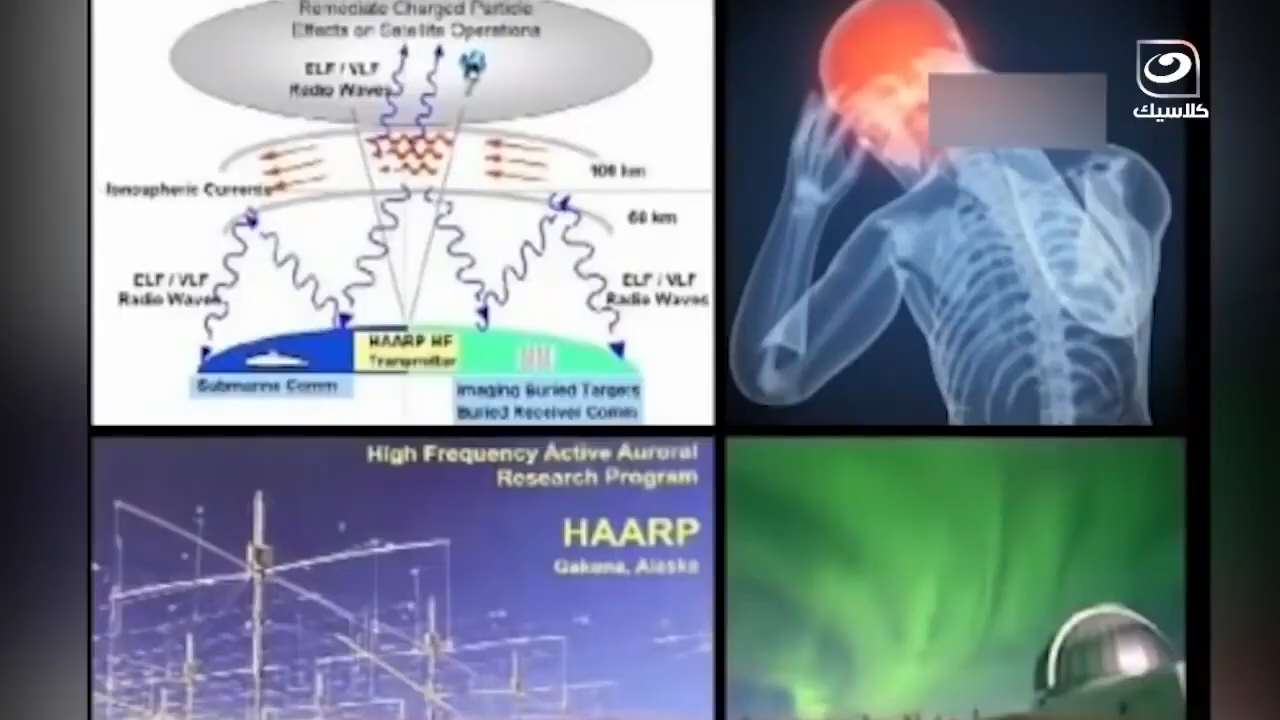 Remediate Charged Particle
Effects on Satellite Operations
ELF / VLF
Radio Waves
100 km
Ionospheric Currents
60 km
ELF / VLF
Radio Waves
ELF / VLF
Radio Waves
HAARP HF
Transmitter
Submarine Comm
Imaging Buried Targets
Buried Receiver Comm
High Frequency Active Auroral
Research Program
HAARP
Gakona, Alaska
كلاسيك